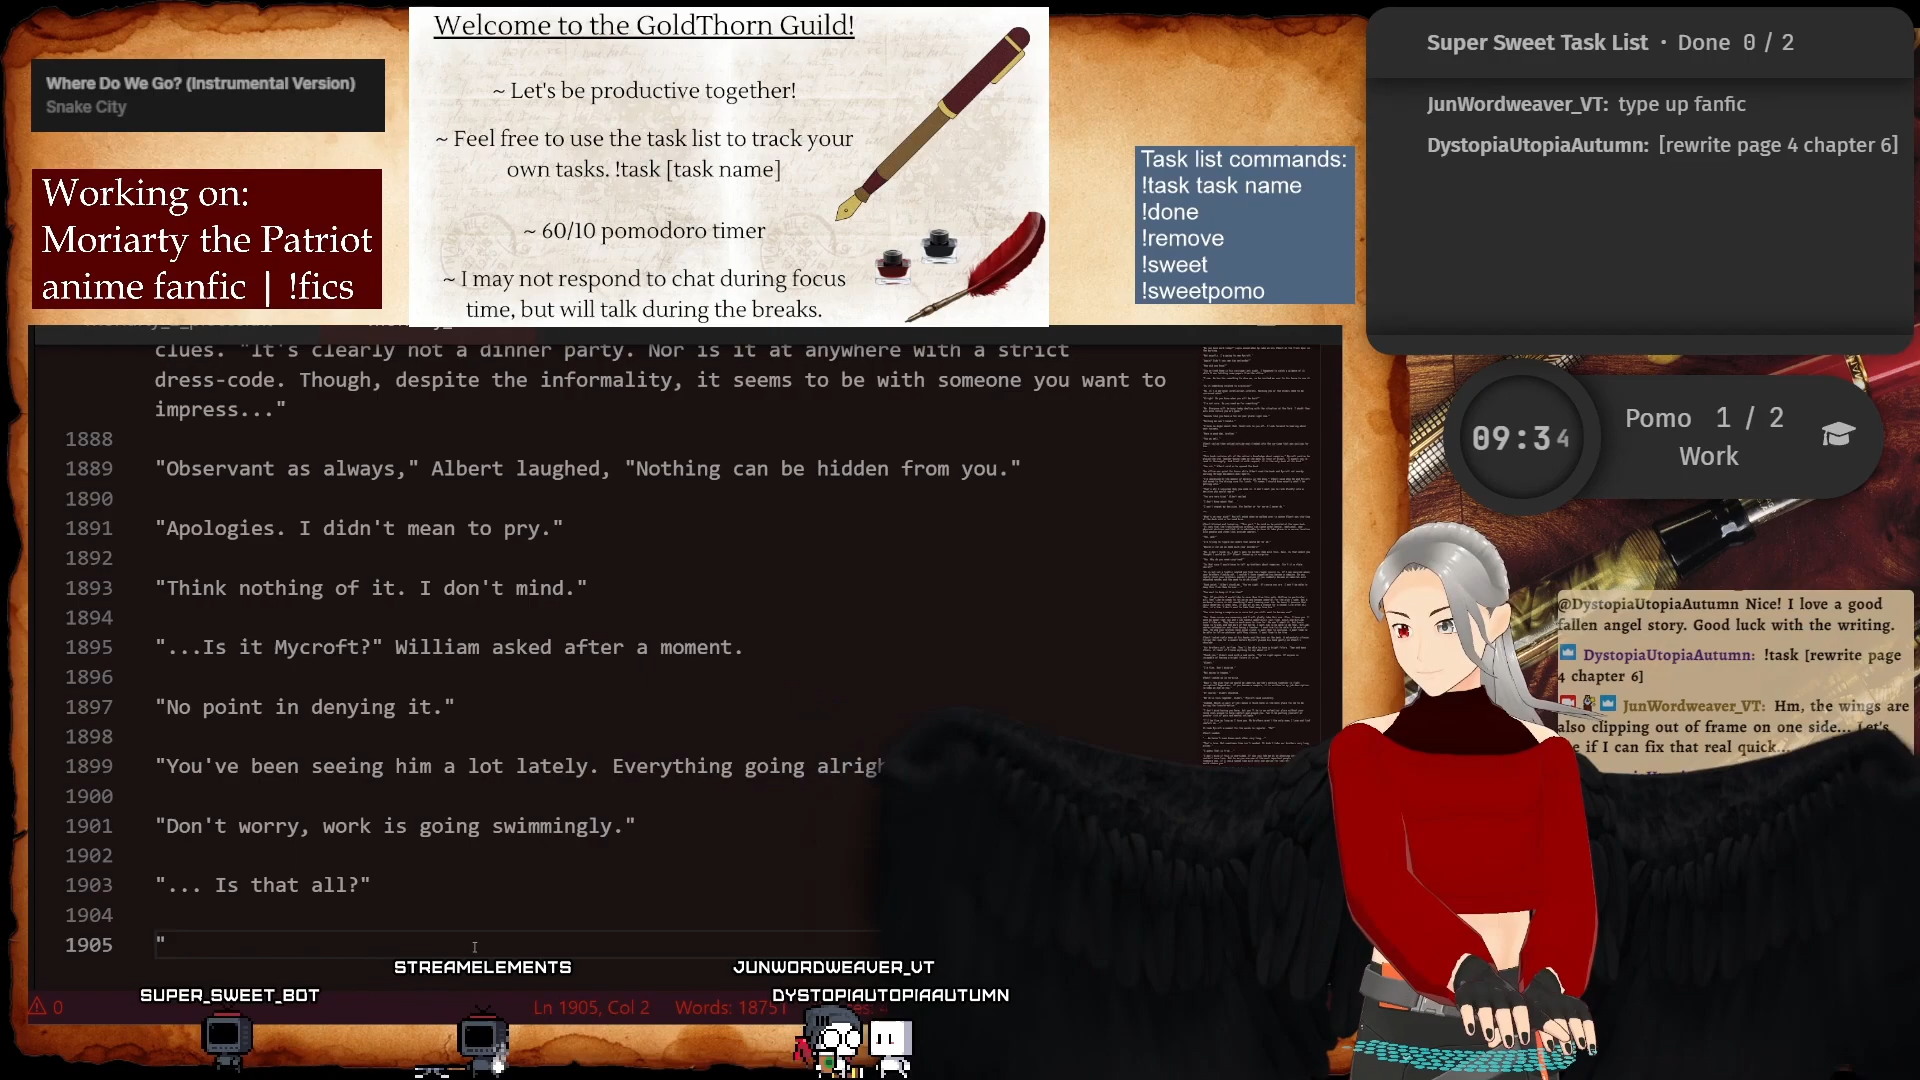 Where Do We Go? (Instrumental Version)
Snake City
Working on:
Moriarty the Patriot
anime fanfic | !fics
Welcome to the GoldThorn Guild!
~ Let's be productive together!
~ Feel free to use the task list to track your
own tasks. !task [task name]
~ 60/10 pomodoro timer
~ I may not respond to chat during focus
time, but will talk during the breaks.
Task list commands:
!task task name
!done
!remove
!sweet
!sweetpomo
Super Sweet Task List · Done 0 / 2
JunWordweaver_VT: type up fanfic
DystopiaUtopiaAutumn: [rewrite page 4 chapter 6]
09:34
Pomo 1 / 2
Work
clues. "It's clearly not a dinner party. Nor is it at anywhere with a strict
dress-code. Though, despite the informality, it seems to be with someone you want to
impress..."
1888
1889 "Observant as always," Albert laughed, "Nothing can be hidden from you."
1890
1891 "Apologies. I didn't mean to pry."
1892
1893 "Think nothing of it. I don't mind."
1894
1895 "...Is it Mycroft?" William asked after a moment.
1896
1897 "No point in denying it."
1898
1899 "You've been seeing him a lot lately. Everything going
1900
1901 "Don't worry, work is going swimmingly."
1902
1903 "... Is that all?"
1904
1905 "
@DystopiaUtopiaAutumn Nice! I love a good
fallen angel story. Good luck with the writing.
DystopiaUtopiaAutumn: !task [rewrite page
4 chapter 6]
JunWordweaver_VT: Hm, the wings are
also clipping out of frame on one side... Let's
if I can fix that real quick...
STREAMELEMENTS
JUNWORDWEAVER_VT
SUPER_SWEET_BOT
DYSTOPIAUTOPIAAUTUMN
0
Ln 1905, Col 2
Words: